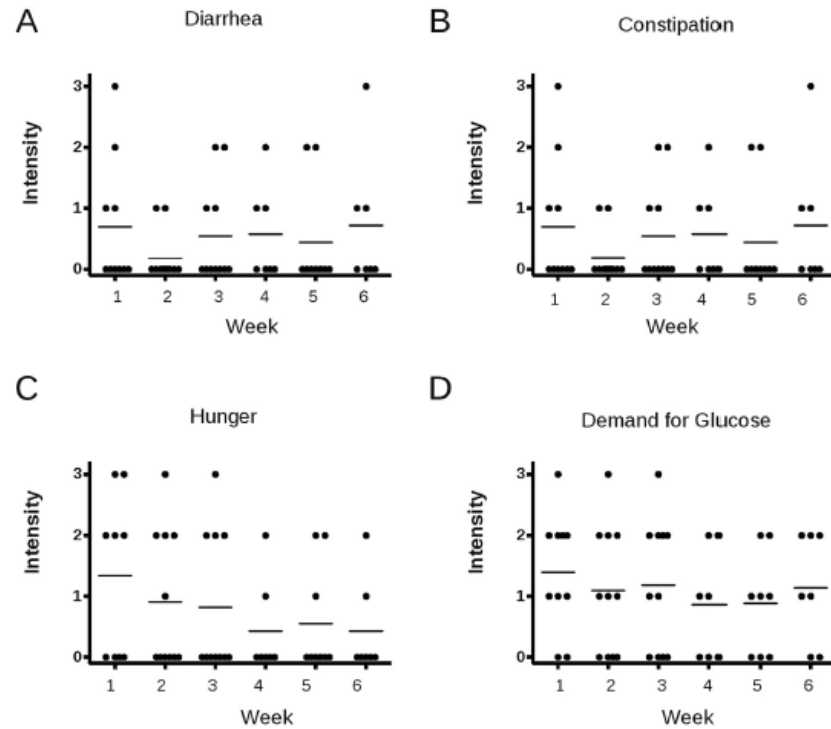 A
Diarrhea
Intensity
3
2
1
0
1 2 3 4 5 6
Week
B
Constipation
Intensity
3
2
1
0
1 2 3 4 5 6
Week
C
Hunger
Intensity
3
2
1
0
1 2 3 4 5 6
Week
D
Demand for Glucose
Intensity
3
2
1
0
1 2 3 4 5 6
Week